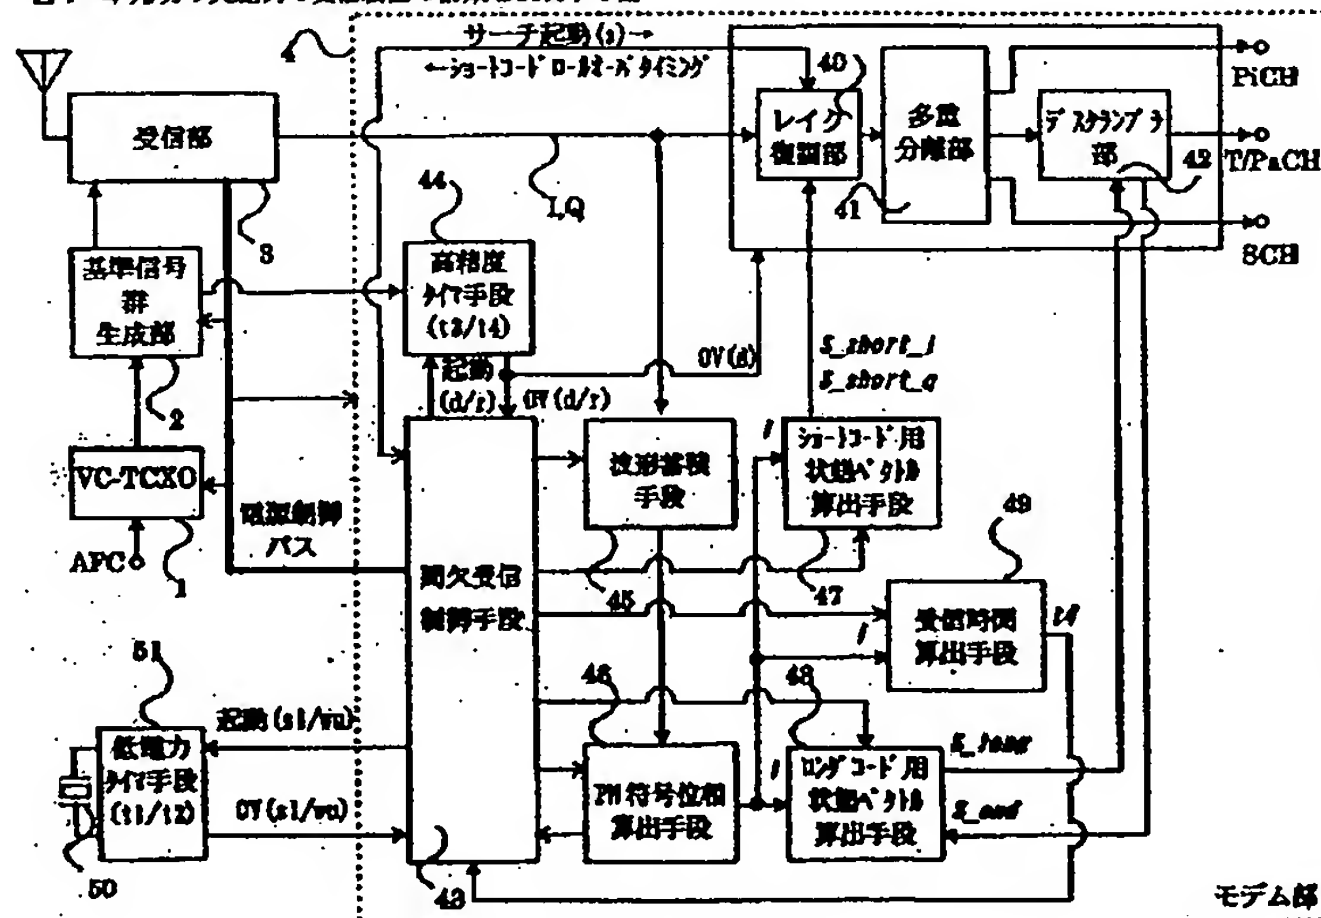 4
サーチ起動(s)→
←ショートコードロールオーバタイミング
受信部
3
I,Q
40
レイク
復調部
多重
分離部
41
デスクランブラ
部
42
PiCH
T/PaCH
SCH
44
高精度
タイマ手段
(t3/t4)
基準信号
群
生成部
2
起動
(d/r)
OV(d/r)
OV(d)
S_short_i
S_short_q
VC-TCXO
AFC
1
電源制御
バス
間欠受信
制御手段
43
波形蓄積
手段
45
ショートコード用
状態ベクトル
算出手段
47
49
受信時間
算出手段
t4
51
起動(sl/wu)
低電力
タイマ手段
(t1/t2)
OV(sl/wu)
50
46
PN符号位相
算出手段
48
ロングコード用
状態ベクトル
算出手段
S_long
S_end
モデム部